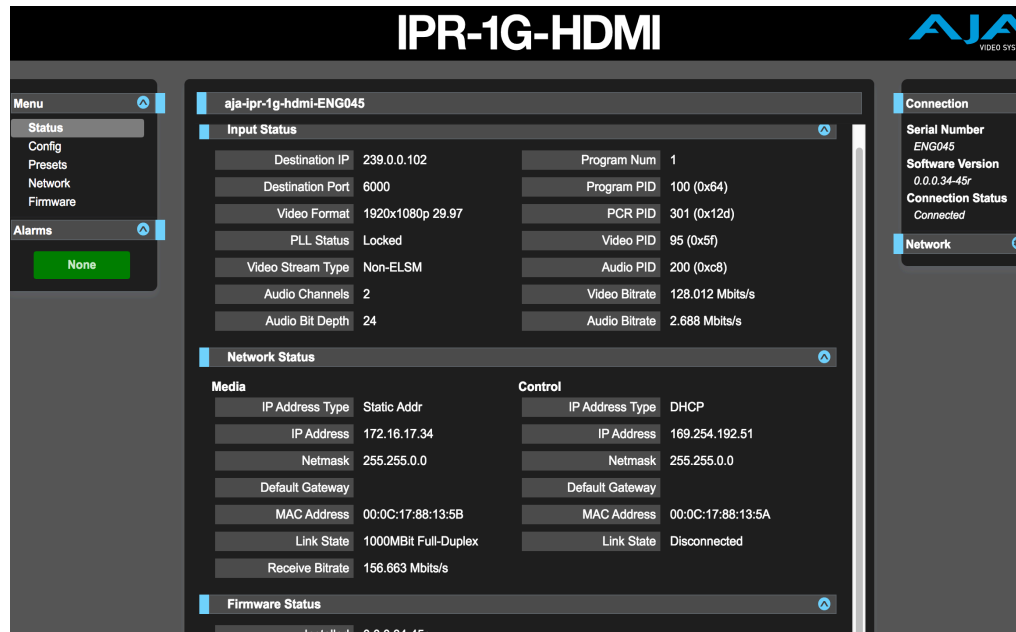 IPR-1G-HDMI
AJA
VIDEO SYS
Menu
Status
Config
Presets
Network
Firmware
Alarms
None
aja-ipr-1g-hdmi-ENG045
Input Status
Destination IP 239.0.0.102 Program Num 1
Destination Port 6000 Program PID 100 (0x64)
Video Format 1920x1080p 29.97 PCR PID 301 (0x12d)
PLL Status Locked Video PID 95 (0x5f)
Video Stream Type Non-ELSM Audio PID 200 (0xc8)
Audio Channels 2 Video Bitrate 128.012 Mbits/s
Audio Bit Depth 24 Audio Bitrate 2.688 Mbits/s
Network Status
Media Control
IP Address Type Static Addr IP Address Type DHCP
IP Address 172.16.17.34 IP Address 169.254.192.51
Netmask 255.255.0.0 Netmask 255.255.0.0
Default Gateway Default Gateway
MAC Address 00:0C:17:88:13:5B MAC Address 00:0C:17:88:13:5A
Link State 1000MBit Full-Duplex Link State Disconnected
Receive Bitrate 156.663 Mbits/s
Firmware Status
Connection
Serial Number
ENG045
Software Version
0.0.0.34-45r
Connection Status
Connected
Network